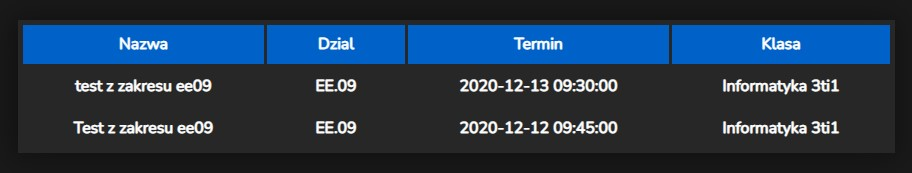 Nazwa Dzial Termin Klasa
test z zakresu ee09 EE.09 2020-12-13 09:30:00 Informatyka 3ti1
Test z zakresu ee09 EE.09 2020-12-12 09:45:00 Informatyka 3ti1